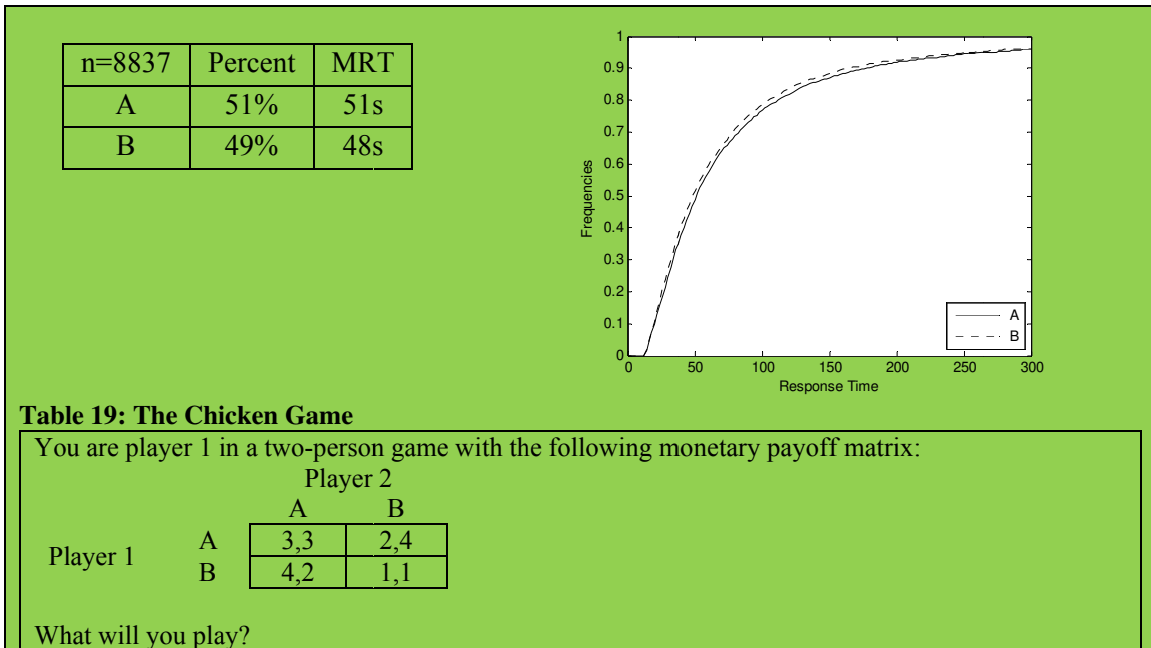 n=8837 Percent MRT
A 51% 51s
B 49% 48s
1
0.9
0.8
0.7
0.6
0.5
0.4
0.3
0.2
0.1
0
Frequencies
A
B
0 50 100 150 200 250 300
Response Time
Table 19: The Chicken Game
You are player 1 in a two-person game with the following monetary payoff matrix:
Player 2
A B
Player 1
A 3,3 2,4
B 4,2 1,1
What will you play?